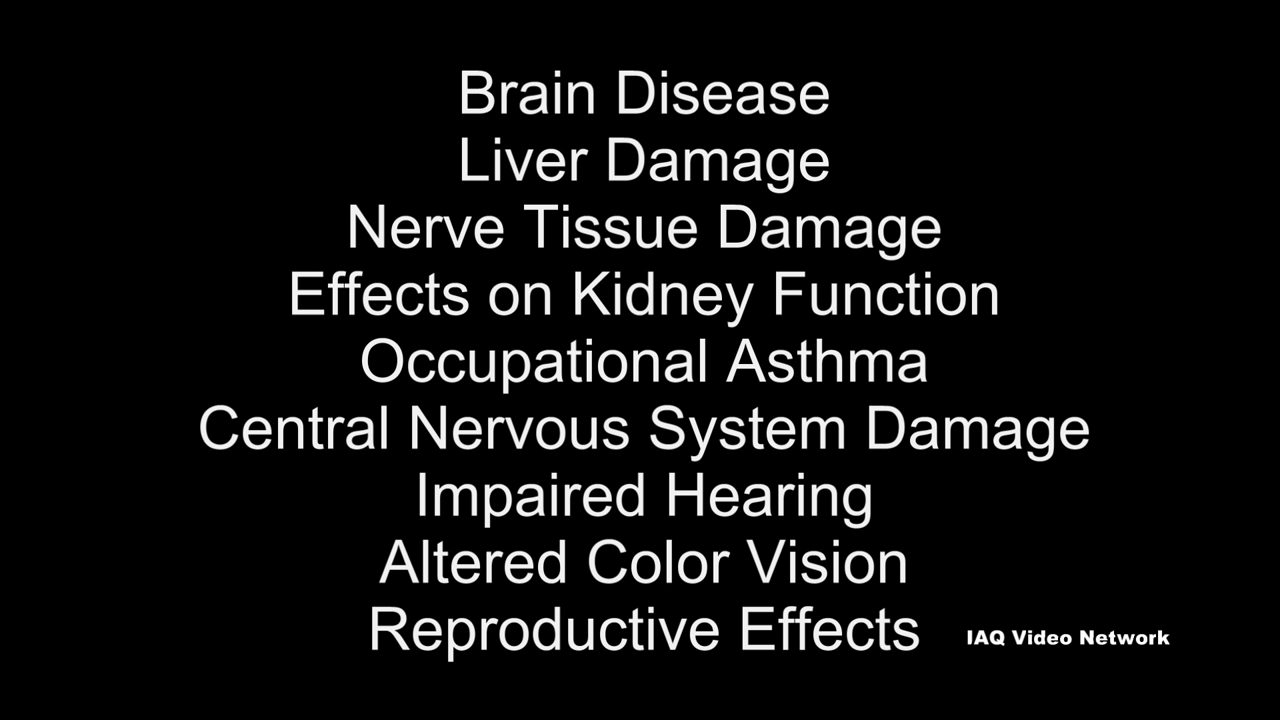 Brain Disease
Liver Damage
Nerve Tissue Damage
Effects on Kidney Function
Occupational Asthma
Central Nervous System Damage
Impaired Hearing
Altered Color Vision
Reproductive Effects
IAQ Video Network